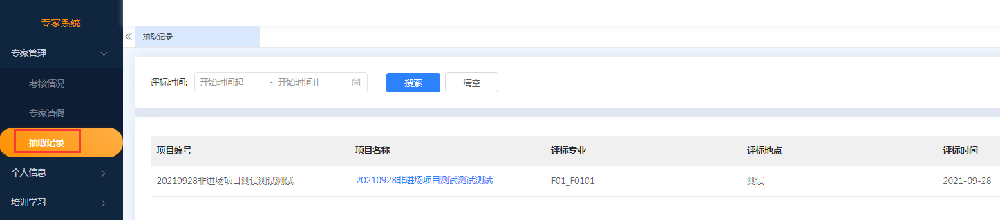 专家系统
专家管理
考核情况
专家请假
抽取记录
个人信息
培训学习
抽取记录
评标时间: 开始时间起 - 开始时间止 搜索 清空
项目编号 项目名称 评标专业 评标地点 评标时间
20210928非进场项目测试测试测试 20210928非进场项目测试测试测试 F01_F0101 测试 2021-09-28